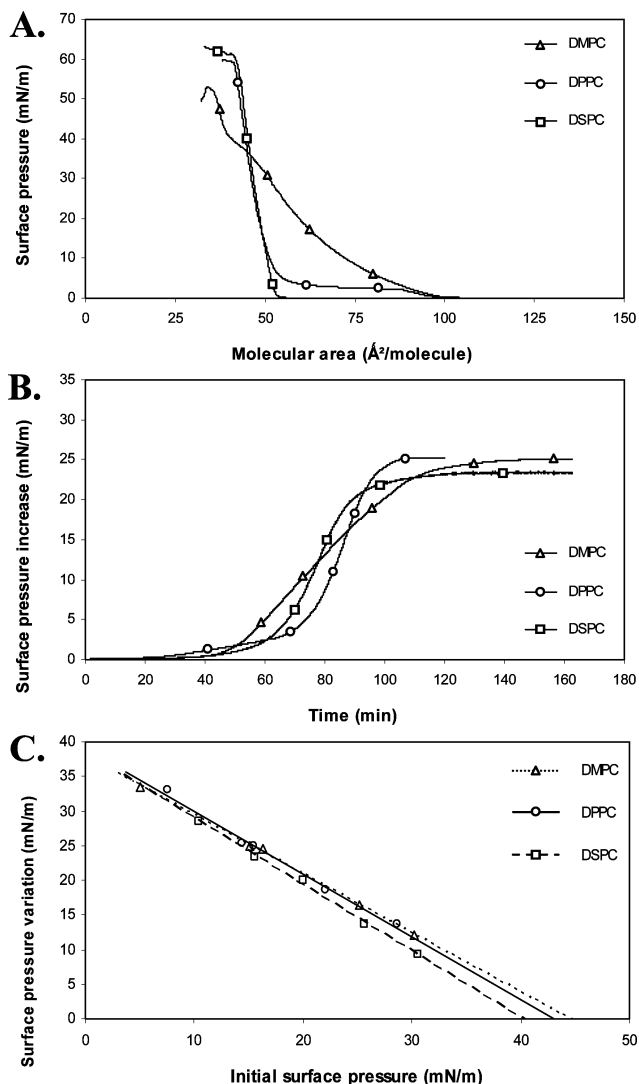 A.
70
60
50
40
30
20
10
0
Surface pressure (mN/m)
DMPC
DPPC
DSPC
0 25 50 75 100 125 150
Molecular area (Å²/molecule)
B.
35
30
25
20
15
10
5
0
Surface pressure increase (mN/m)
DMPC
DPPC
DSPC
0 20 40 60 80 100 120 140 160 180
Time (min)
C.
40
35
30
25
20
15
10
5
0
Surface pressure variation (mN/m)
DMPC
DPPC
DSPC
0 10 20 30 40 50
Initial surface pressure (mN/m)